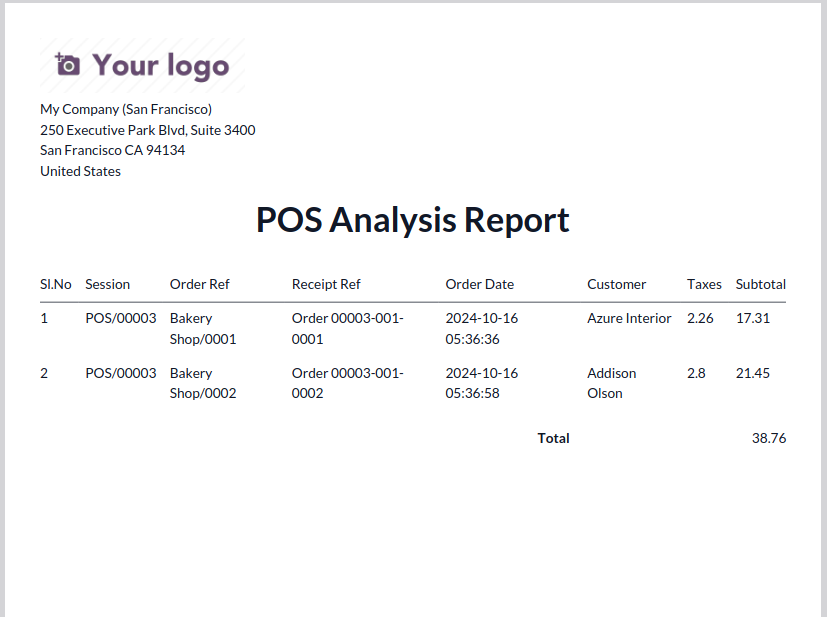 Your logo
My Company (San Francisco)
250 Executive Park Blvd, Suite 3400
San Francisco CA 94134
United States
POS Analysis Report
Sl.No Session Order Ref Receipt Ref Order Date Customer Taxes Subtotal
1 POS/00003 Bakery Order 00003-001- 2024-10-16 Azure Interior 2.26 17.31
Shop/0001 0001 05:36:36
2 POS/00003 Bakery Order 00003-001- 2024-10-16 Addison 2.8 21.45
Shop/0002 0002 05:36:58 Olson
Total 38.76